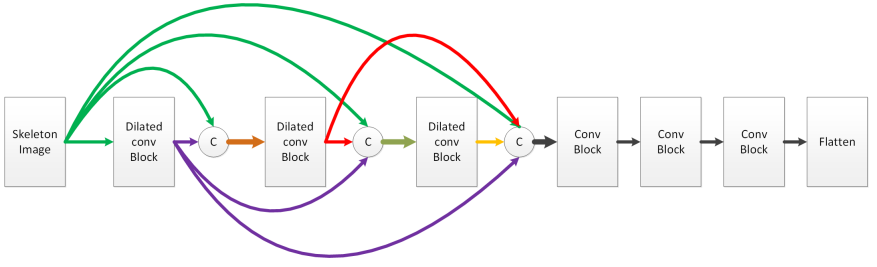 Skeleton
Image
Dilated
conv
Block
C
Dilated
conv
Block
C
Dilated
conv
Block
C
Conv
Block
Conv
Block
Conv
Block
Flatten